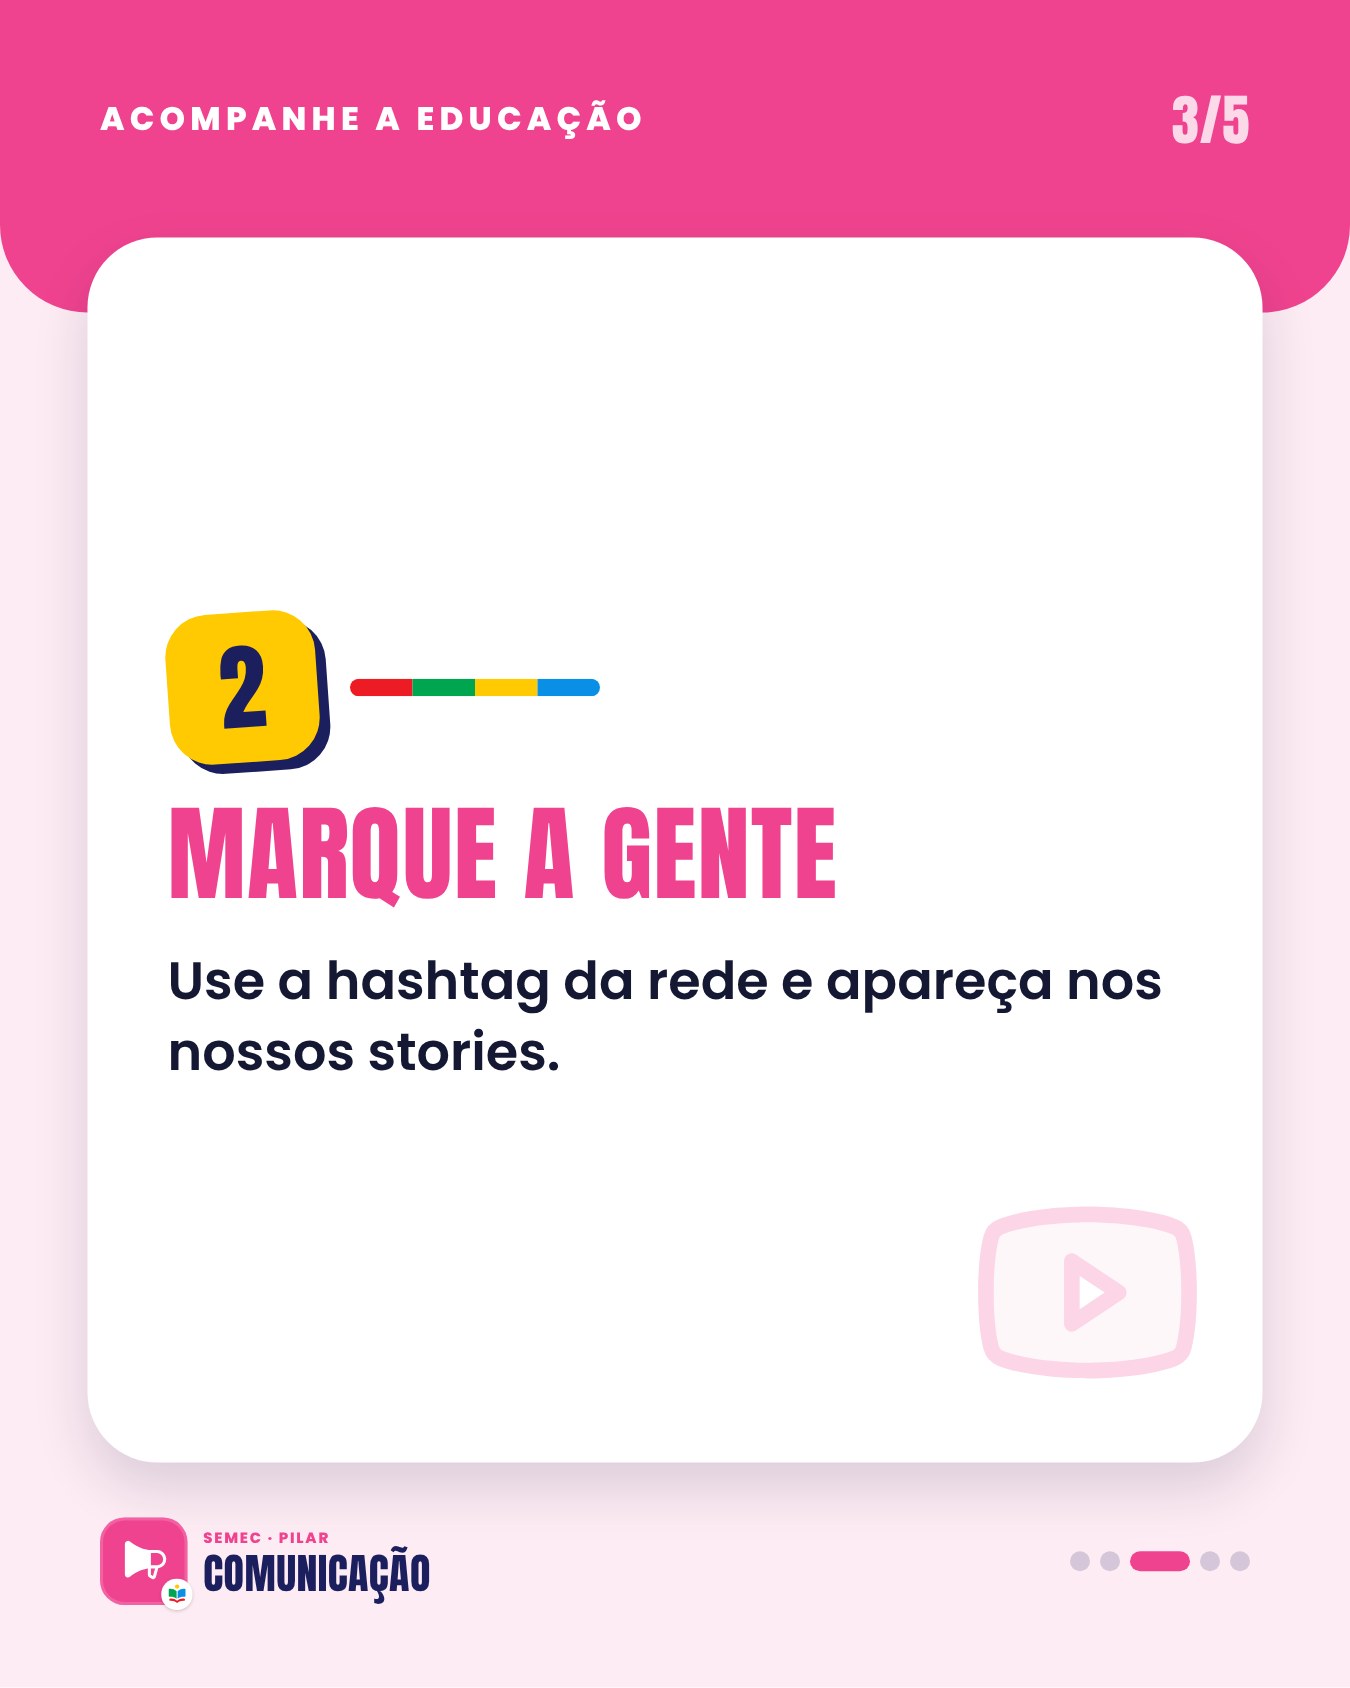 ACOMPANHE A EDUCAÇÃO
3/5
2
MARQUE A GENTE
Use a hashtag da rede e apareça nos
nossos stories.
SEMEC · PILAR
COMUNICAÇÃO